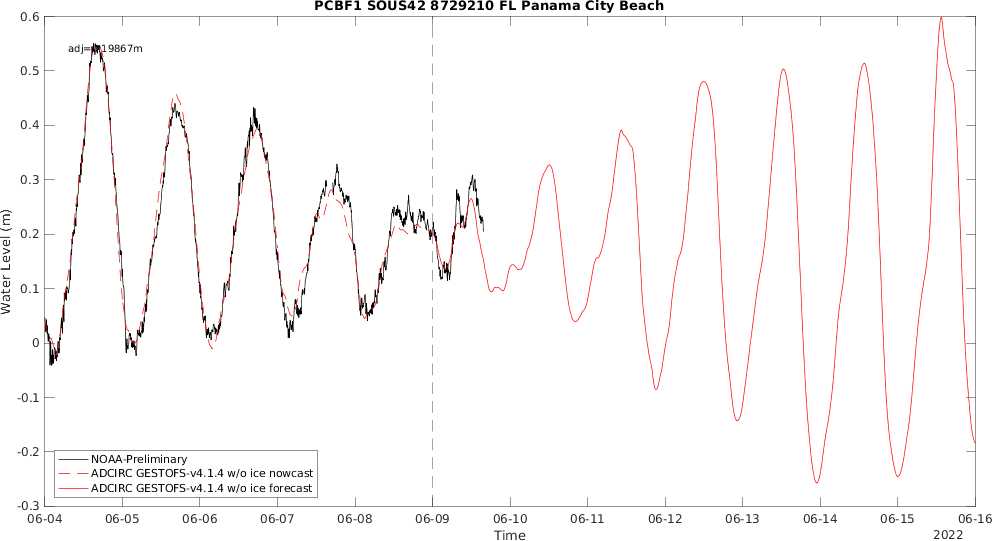 PCBF1 SOUS42 8729210 FL Panama City Beach
0.6
0.5
0.4
0.3
0.2
0.1
0
-0.1
-0.2
-0.3
Water Level (m)
NOAA-Preliminary
ADCIRC GESTOFS-v4.1.4 w/o ice nowcast
ADCIRC GESTOFS-v4.1.4 w/o ice forecast
06-04 06-05 06-06 06-07 06-08 06-09 06-10 06-11 06-12 06-13 06-14 06-15 06-16
Time
2022